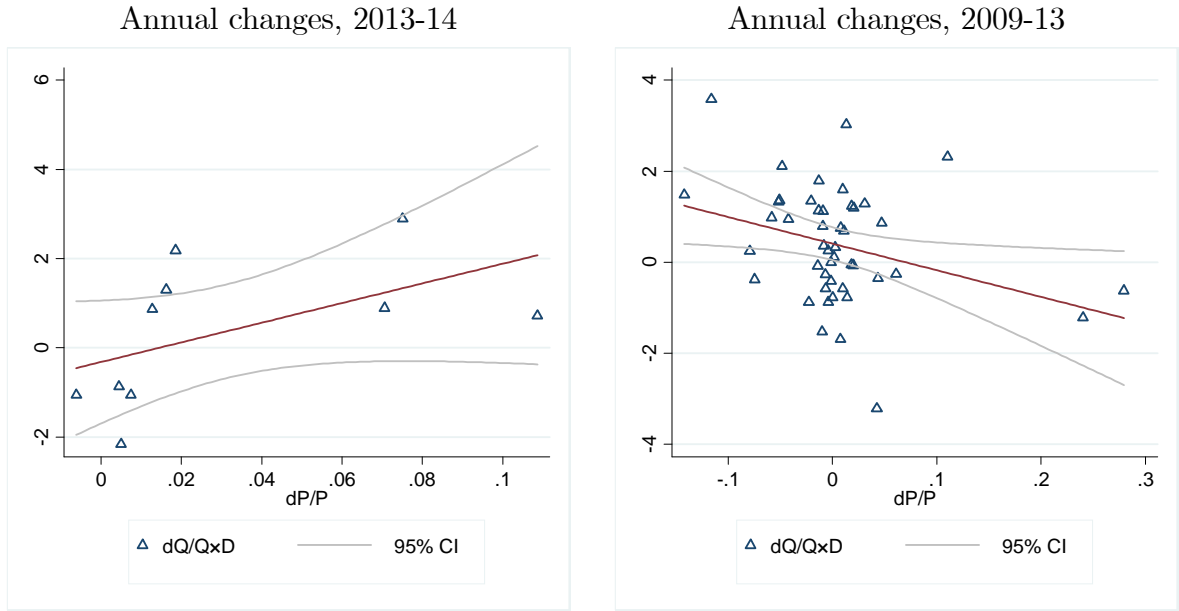 Annual changes, 2013-14
6
4
2
0
-2
0 .02 .04 .06 .08 .1
dP/P
dQ/Q×D 95% CI
Annual changes, 2009-13
4
2
0
-2
-4
-.1 0 .1 .2 .3
dP/P
dQ/Q×D 95% CI